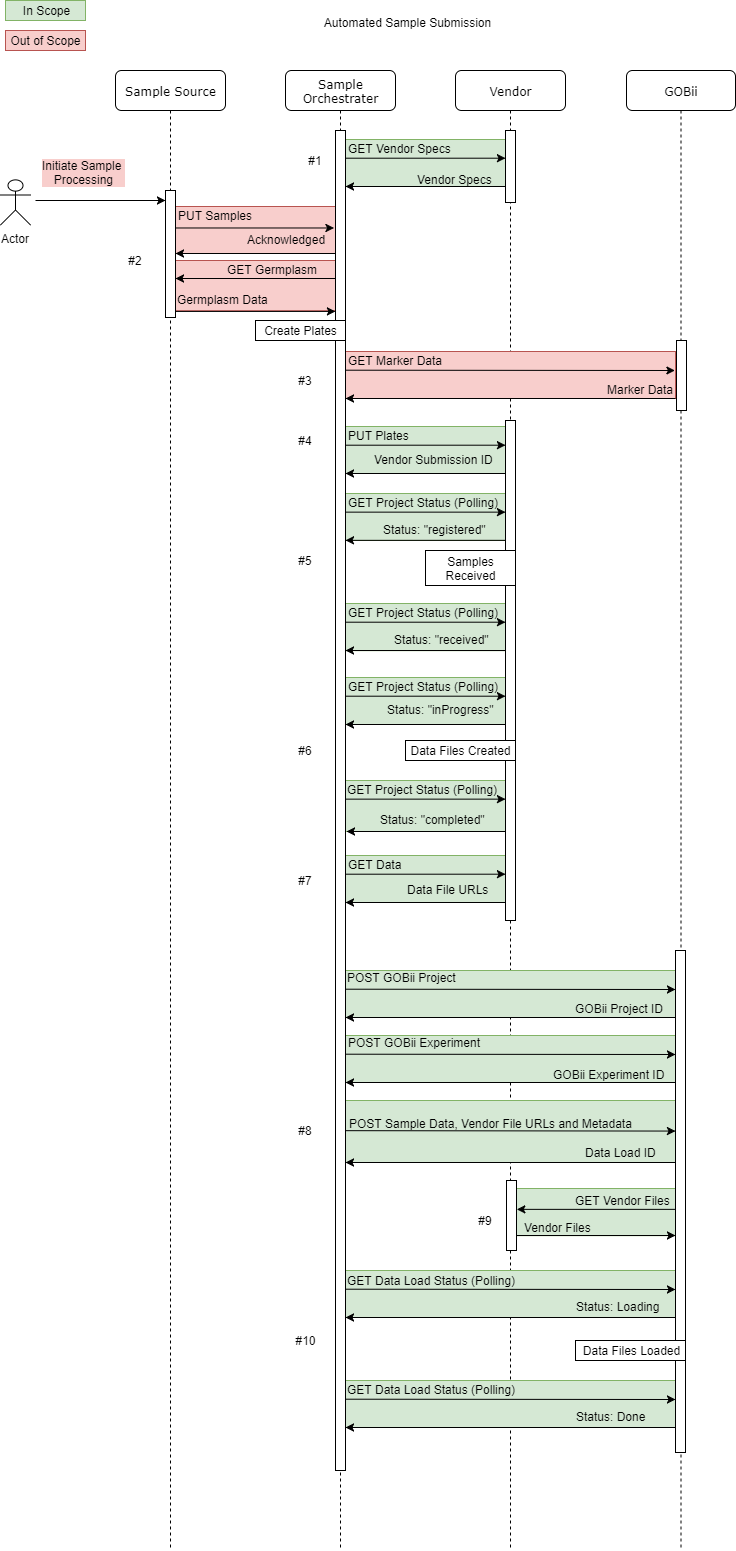 In Scope
Automated Sample Submission
Out of Scope
Sample Source
Sample
Orchestrater
Vendor
GOBii
GET Vendor Specs
#1
Vendor Specs
Initiate Sample
Processing
Actor
PUT Samples
Acknowledged
#2
GET Germplasm
Germplasm Data
Create Plates
GET Marker Data
#3
Marker Data
PUT Plates
#4
Vendor Submission ID
GET Project Status (Polling)
Status: "registered"
#5
Samples
Received
GET Project Status (Polling)
Status: "received"
GET Project Status (Polling)
Status: "inProgress"
#6
Data Files Created
GET Project Status (Polling)
Status: "completed"
GET Data
#7
Data File URLs
POST GOBii Project
GOBii Project ID
POST GOBii Experiment
GOBii Experiment ID
POST Sample Data, Vendor File URLs and Metadata
#8
Data Load ID
GET Vendor Files
#9
Vendor Files
GET Data Load Status (Polling)
Status: Loading
#10
Data Files Loaded
GET Data Load Status (Polling)
Status: Done